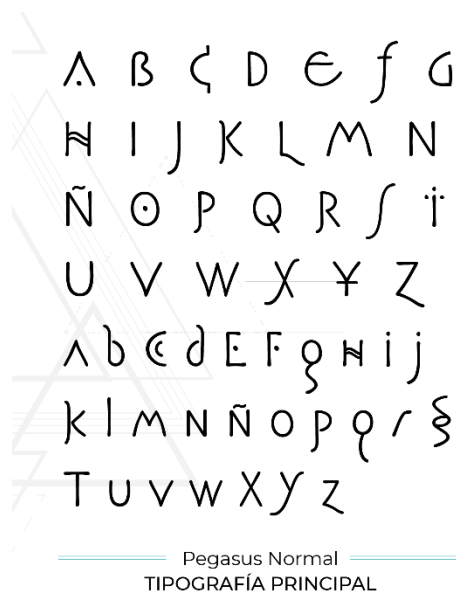 A B C D E f G
H I J K L M N
Ñ O P Q R S T
U V W X Y Z
A b c d E F g H i j
k l M N Ñ O P q r s
T U V W X y z
Pegasus Normal
TIPOGRAFÍA PRINCIPAL